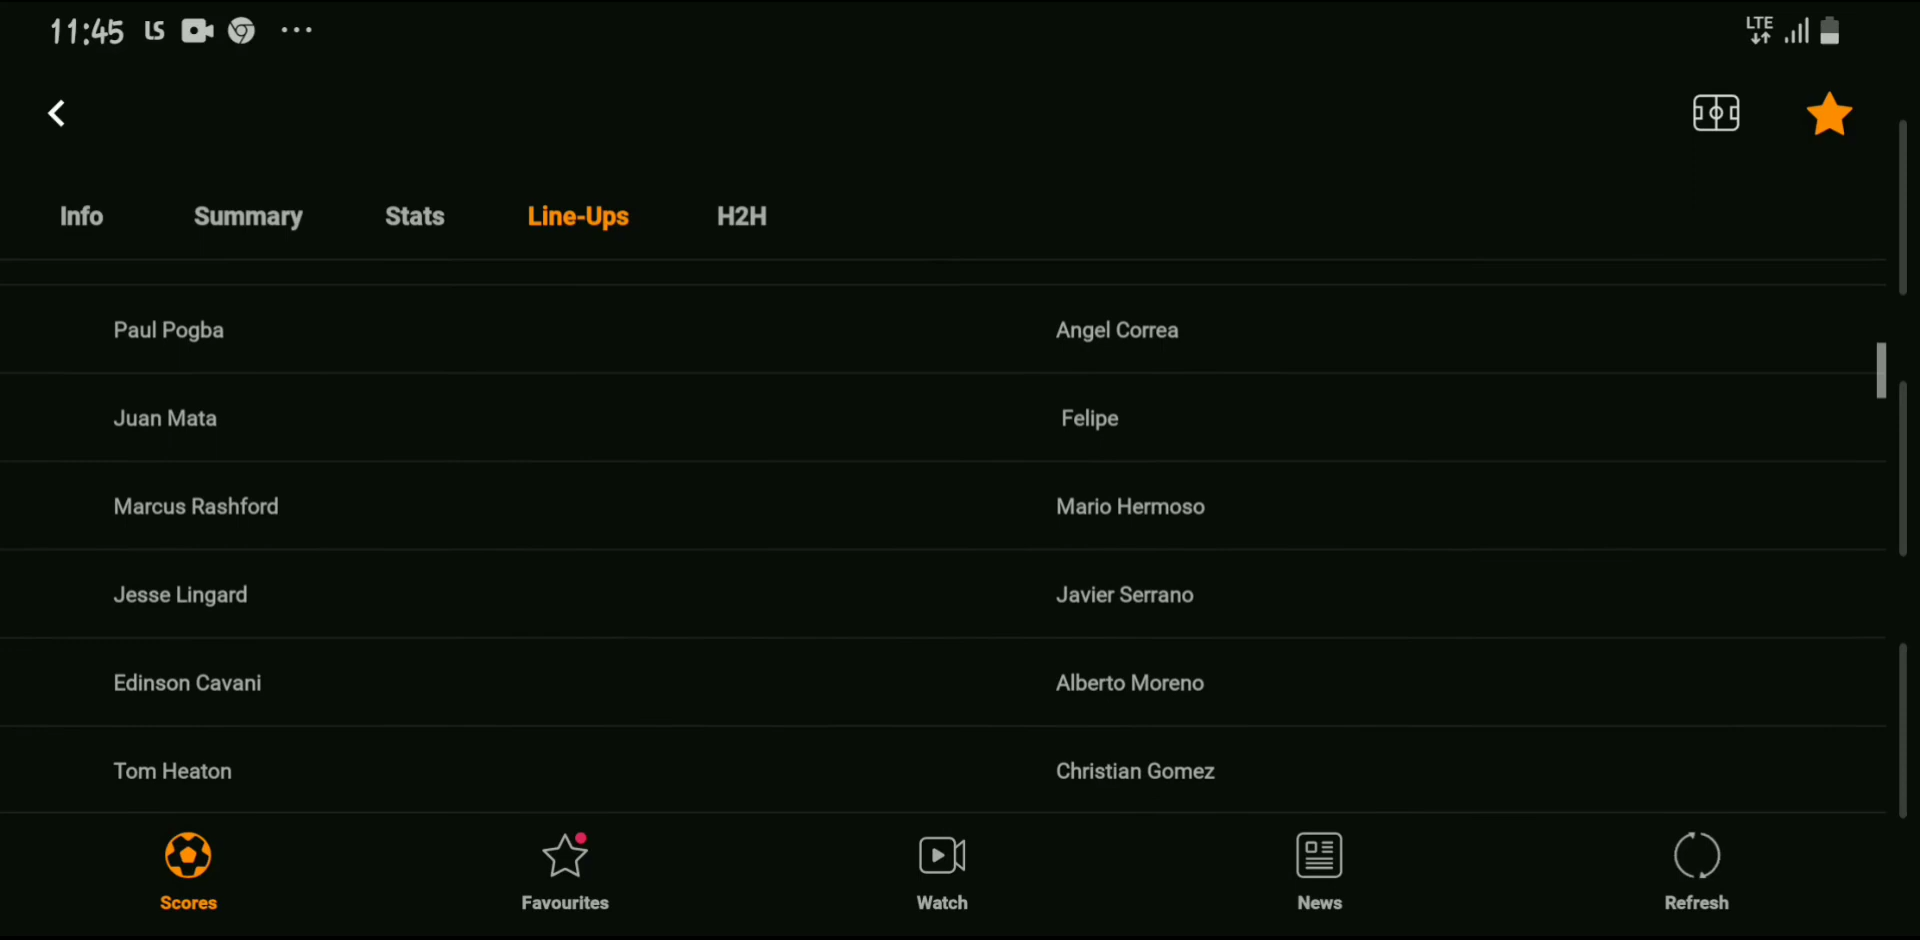 11:45 LS LTE
Info Summary Stats Line-Ups H2H
Paul Pogba Angel Correa
Juan Mata Felipe
Marcus Rashford Mario Hermoso
Jesse Lingard Javier Serrano
Edinson Cavani Alberto Moreno
Tom Heaton Christian Gomez
Scores Favourites Watch News Refresh